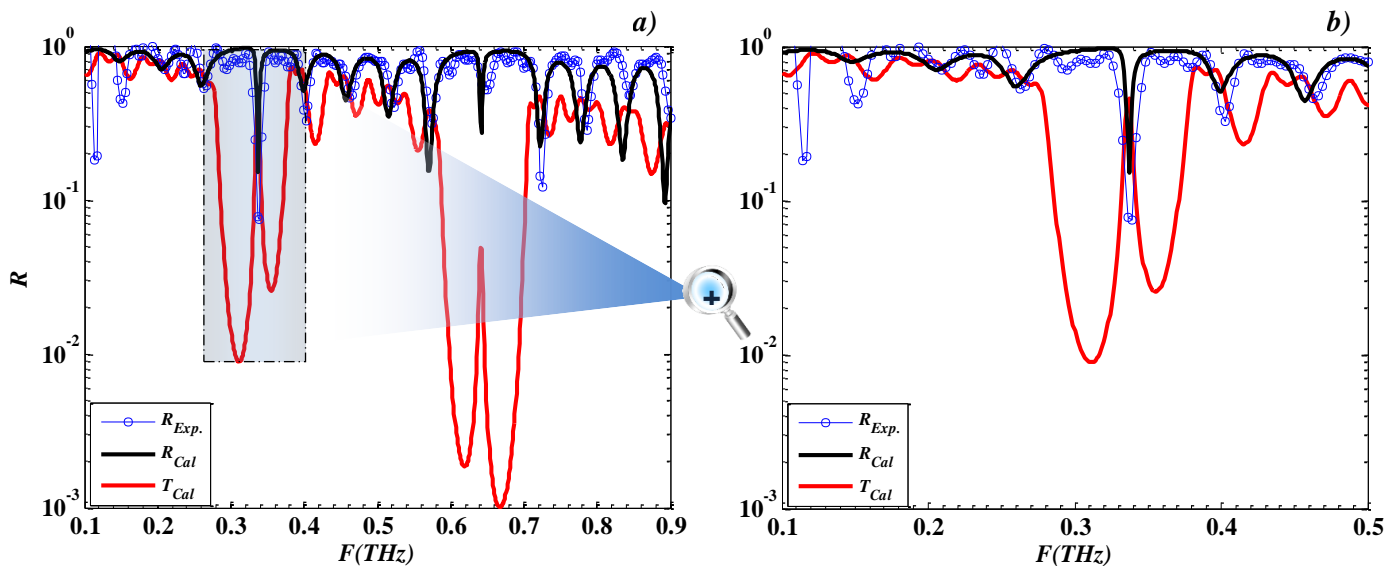 a)
10^0
10^-1
10^-2
10^-3
R
R_Exp.
R_Cal
T_Cal
0.1 0.2 0.3 0.4 0.5 0.6 0.7 0.8 0.9
F(THz)
b)
10^0
10^-1
10^-2
10^-3
R_Exp.
R_Cal
T_Cal
0.1 0.2 0.3 0.4 0.5
F(THz)